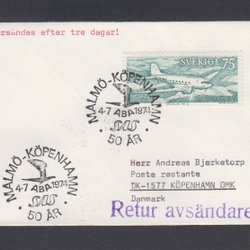 ersändes efter tre dagar!
SVERIGE 75
MALMÖ-KÖPENHAMN
4-7 ABA 1974
SAS
50 ÅR
MALMÖ-KÖPENHAMN
4-7 ABA 1974
SAS
50 ÅR
Herr Andreas Bjerketorp
Poste restante
DK-1577 KÖPENHAMN OMK
Danmark
Retur avsändare